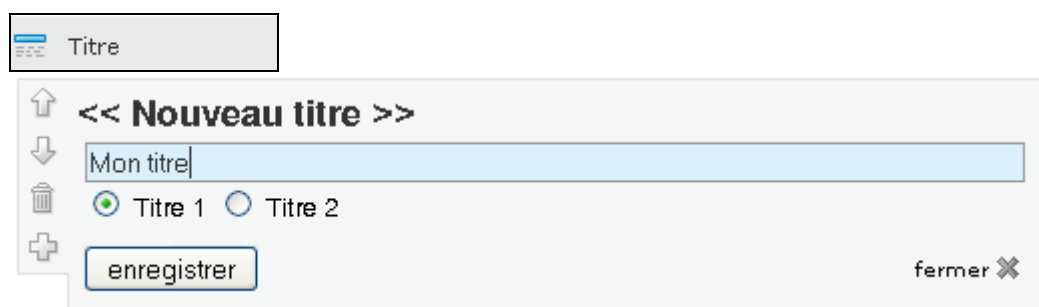 Titre
<< Nouveau titre >>
Mon titre
Titre 1 Titre 2
enregistrer
fermer